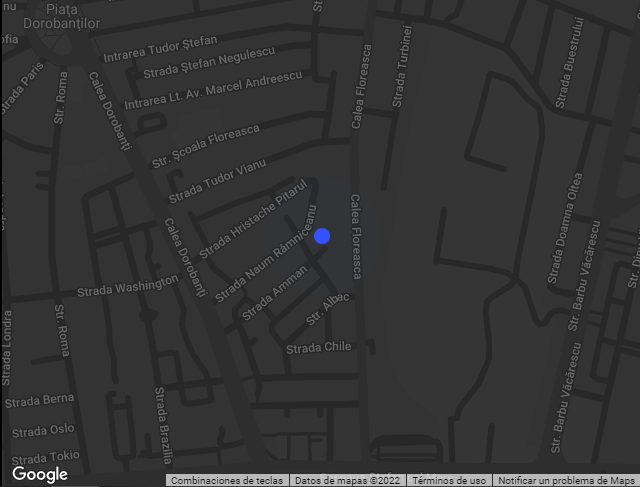 Piața
Dorobanților
Intrarea Tudor Ștefan
Strada Ștefan Negulescu
Intrarea Lt. Av. Marcel Andreescu
Strada Paris
Str. Roma
Calea Dorobanți
Calea Floreasca
Strada Turbinei
Strada Buestrului
Str. Școala Floreasca
Strada Tudor Vianu
Strada Hristache Pitarul
Strada Naum Râmniceanu
Calea Dorobanți
Calea Floreasca
Strada Doamna Oltea
Str. Barbu Văcărescu
Strada Washington
Strada Amman
Str. Albac
Strada Londra
Str. Roma
Strada Chile
Str. Barbu Văcărescu
Strada Berna
Strada Oslo
Strada Tokio
Strada Brazilia
Google
Combinaciones de teclas
Datos de mapas ©2022
Términos de uso
Notificar un problema de Maps